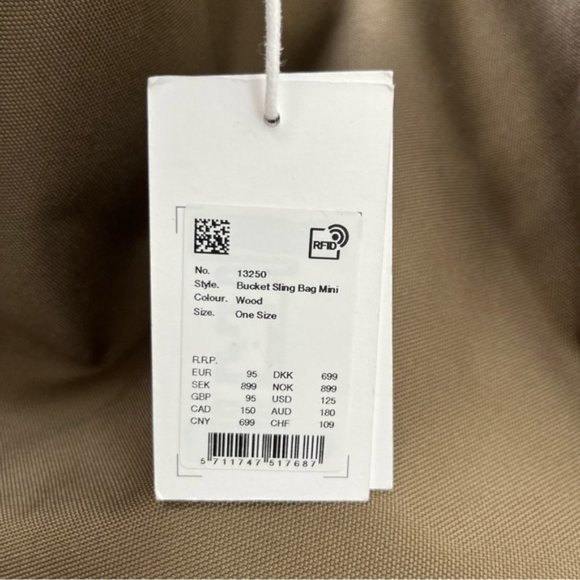 RFID
No. 13250
Style. Bucket Sling Bag Mini
Colour. Wood
Size. One Size
R.R.P.
EUR 95 DKK 699
SEK 899 NOK 899
GBP 95 USD 125
CAD 150 AUD 180
CNY 699 CHF 109
5 711747 517687